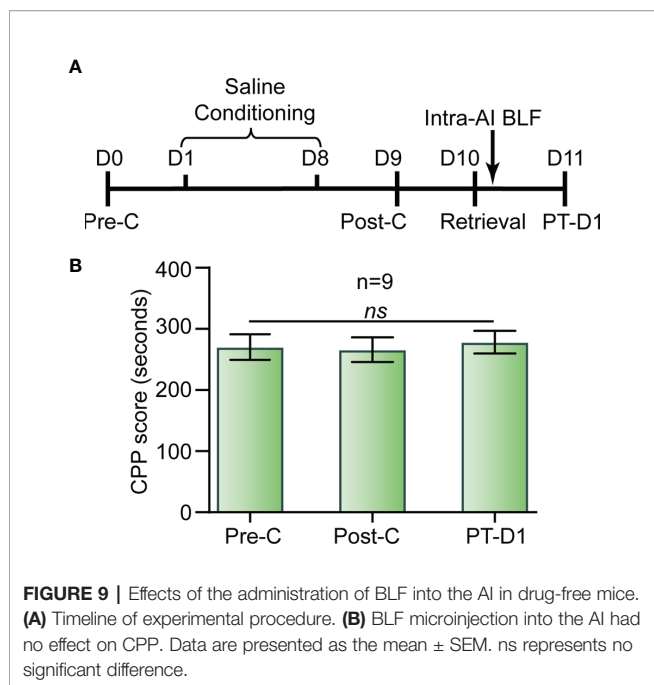 A
Saline
Conditioning
Intra-AI BLF
D0 D1 D8 D9 D10 D11
Pre-C Post-C Retrieval PT-D1
B
CPP score (seconds)
400
300
200
100
0
n=9
ns
Pre-C Post-C PT-D1
FIGURE 9 | Effects of the administration of BLF into the AI in drug-free mice.
(A) Timeline of experimental procedure. (B) BLF microinjection into the AI had
no effect on CPP. Data are presented as the mean ± SEM. ns represents no
significant difference.